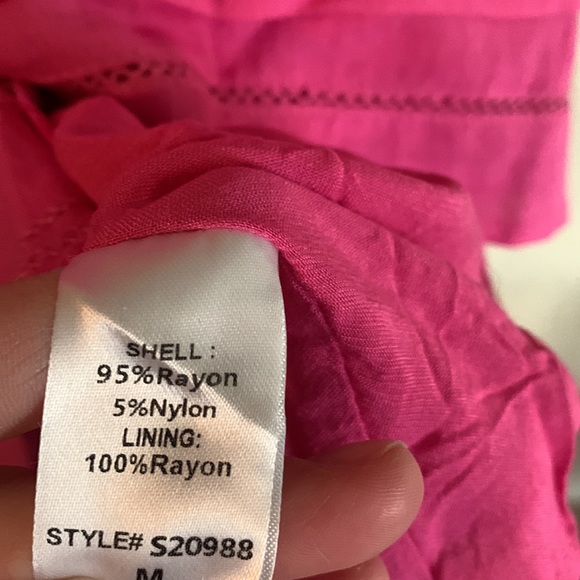 SHELL :
95%Rayon
5%Nylon
LINING:
100%Rayon
STYLE# S20988
M